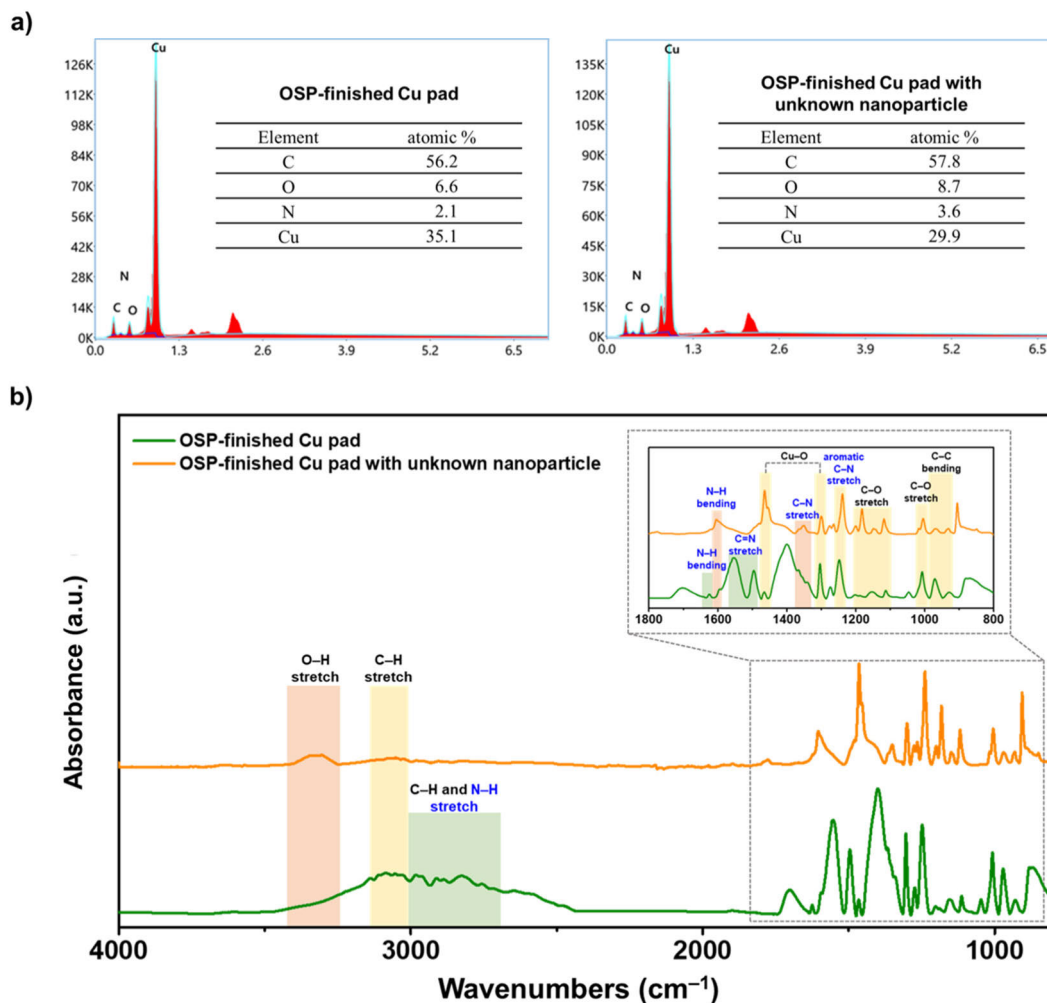 a)
Cu
126K
112K
98K
84K
70K
56K
42K
28K
14K
0K
N
C
O
0.0
1.3
2.6
3.9
5.2
6.5
OSP-finished Cu pad
Element atomic %
C 56.2
O 6.6
N 2.1
Cu 35.1
Cu
135K
120K
105K
90K
75K
60K
45K
30K
15K
0K
N
C
O
0.0
1.3
2.6
3.9
5.2
6.5
OSP-finished Cu pad with
unknown nanoparticle
Element atomic %
C 57.8
O 8.7
N 3.6
Cu 29.9
b)
OSP-finished Cu pad
OSP-finished Cu pad with unknown nanoparticle
Cu–O
aromatic
C–N
stretch
C–C
bending
C–O
stretch
C–O
stretch
N–H
bending
C–N
stretch
C=N
stretch
N–H
bending
1800
1600
1400
1200
1000
800
O–H
stretch
C–H
stretch
C–H and N–H
stretch
Absorbance (a.u.)
4000
3000
2000
1000
Wavenumbers (cm⁻¹)